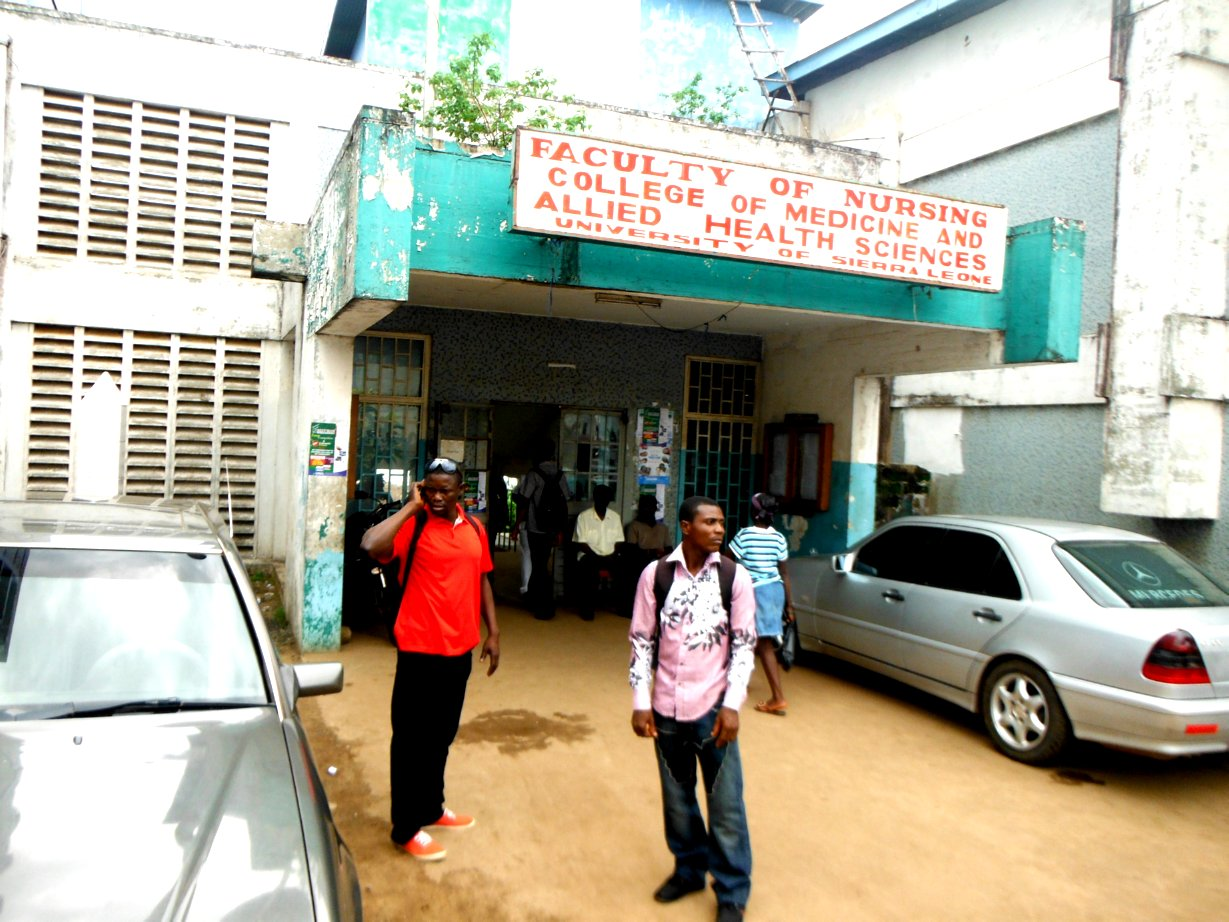 FACULTY OF NURSING
COLLEGE OF MEDICINE AND
ALLIED HEALTH SCIENCES
UNIVERSITY OF SIERRA LEONE